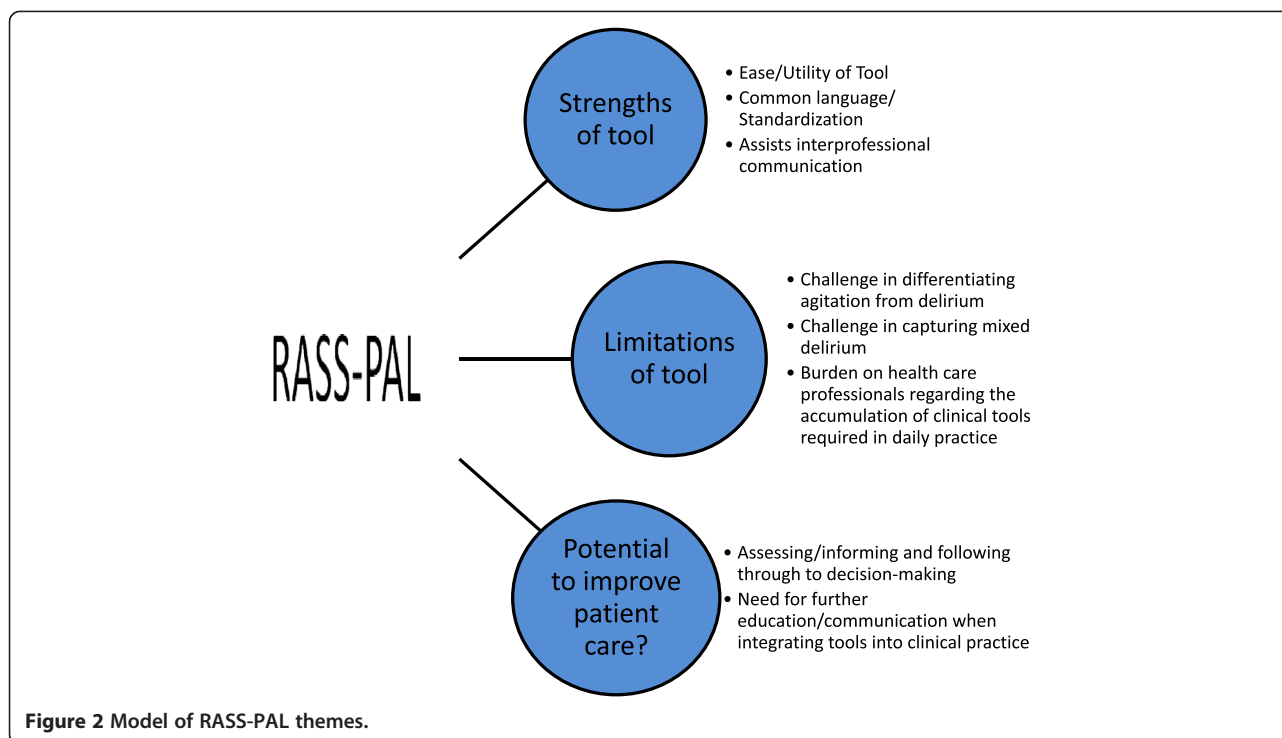 Strengths
of tool
• Ease/Utility of Tool
• Common language/
Standardization
• Assists interprofessional
communication
RASS-PAL
Limitations
of tool
• Challenge in differentiating
agitation from delirium
• Challenge in capturing mixed
delirium
• Burden on health care
professionals regarding the
accumulation of clinical tools
required in daily practice
Potential
to improve
patient
care?
• Assessing/informing and following
through to decision-making
• Need for further
education/communication when
integrating tools into clinical practice
Figure 2 Model of RASS-PAL themes.